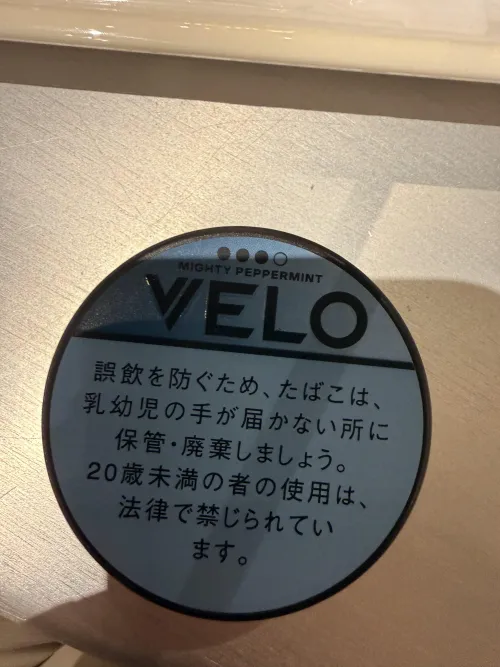 MIGHTY PEPPERMINT
VELO
誤飲を防ぐため、たばこは、
乳幼児の手が届かない所に
保管・廃棄しましょう。
20歳未満の者の使用は、
法律で禁じられてい
ます。